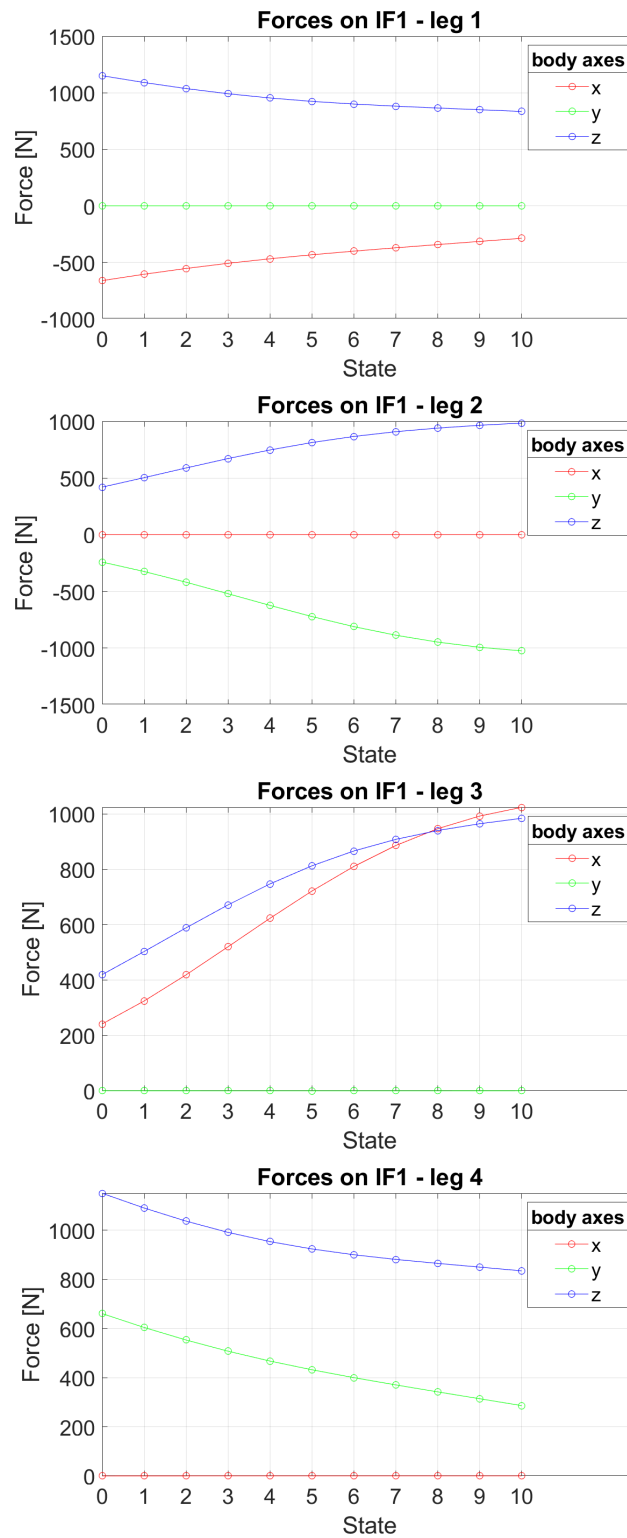 Forces on IF1 - leg 1
1500
1000
500
0
-500
-1000
Force [N]
0 1 2 3 4 5 6 7 8 9 10
State
body axes
x
y
z
Forces on IF1 - leg 2
1000
500
0
-500
-1000
-1500
Force [N]
0 1 2 3 4 5 6 7 8 9 10
State
body axes
x
y
z
Forces on IF1 - leg 3
1000
800
600
400
200
0
Force [N]
0 1 2 3 4 5 6 7 8 9 10
State
body axes
x
y
z
Forces on IF1 - leg 4
1000
800
600
400
200
0
Force [N]
0 1 2 3 4 5 6 7 8 9 10
State
body axes
x
y
z